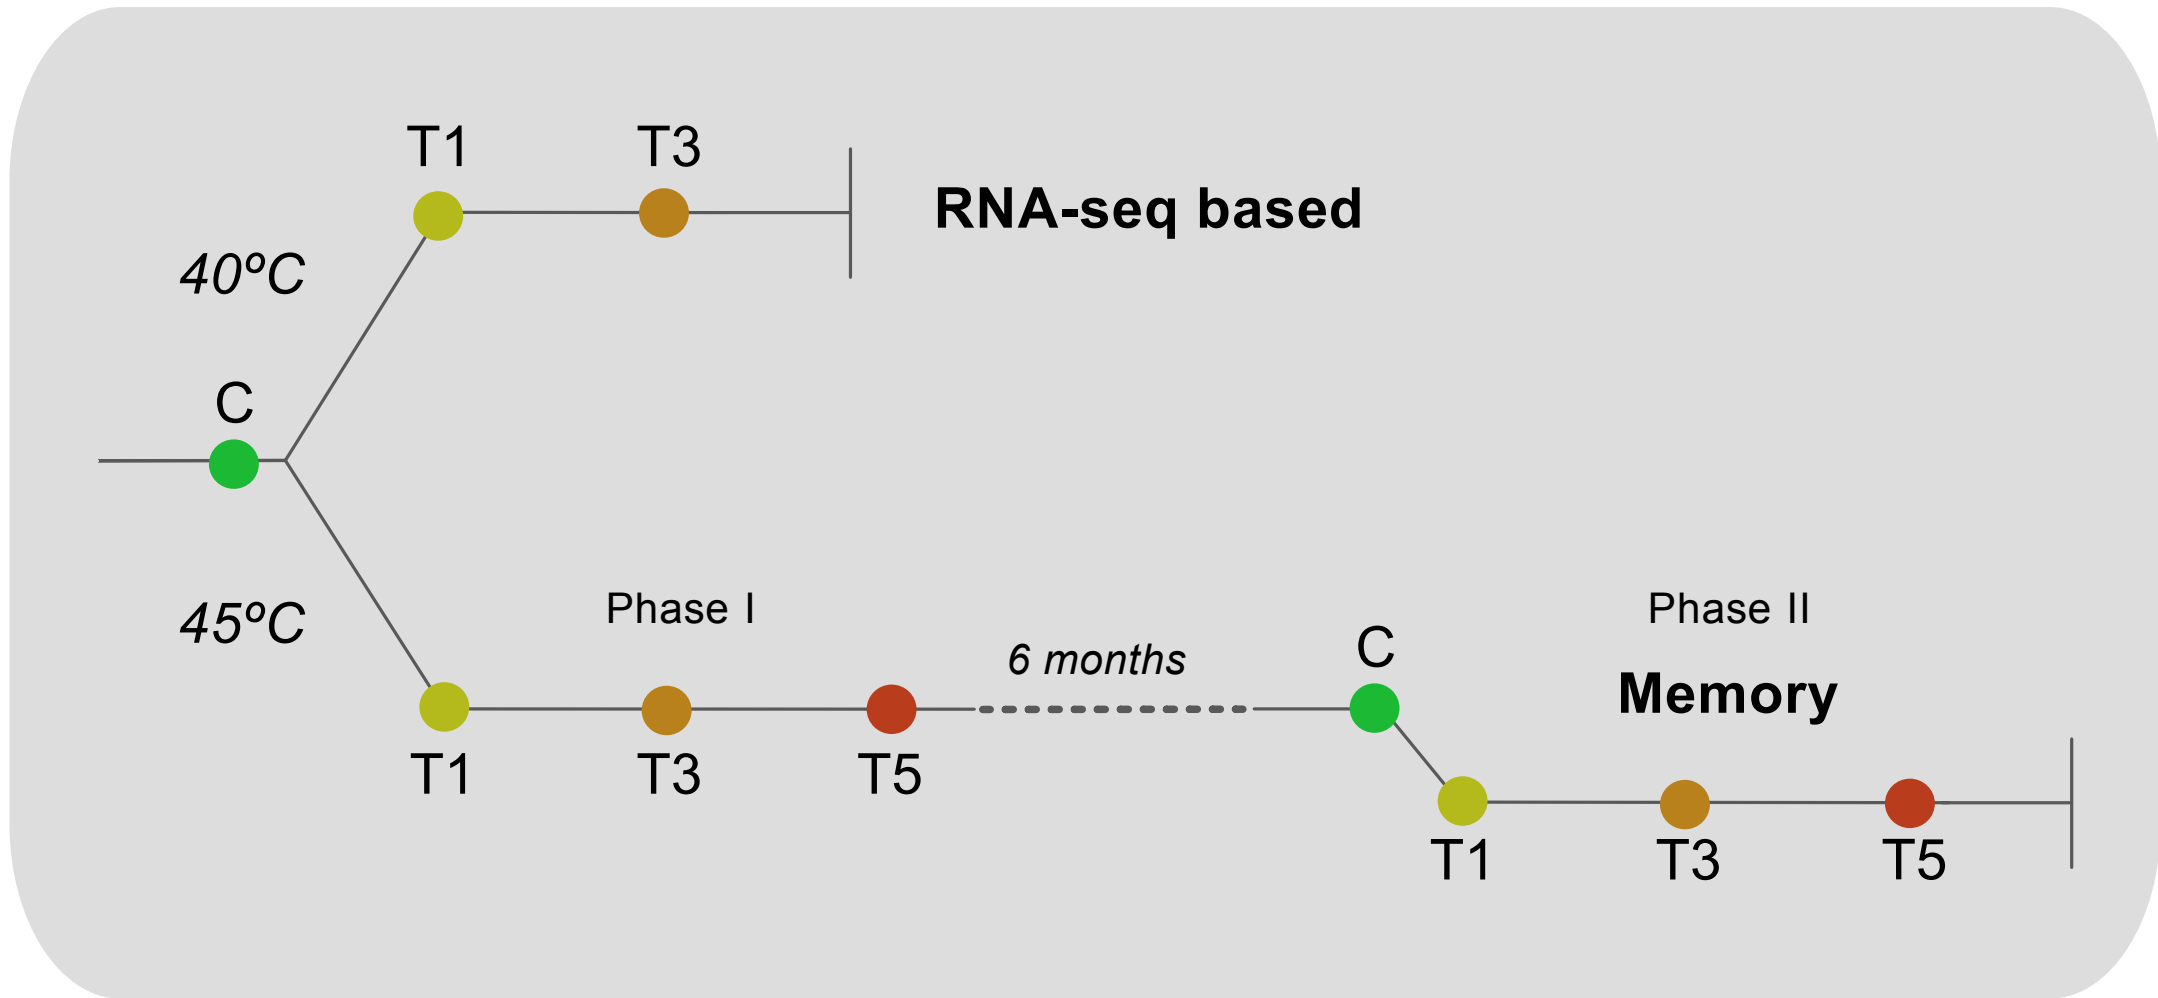 T1
T3
RNA-seq based
40ºC
C
45ºC
Phase I
Phase II
6 months
C
Memory
T1
T3
T5
T1
T3
T5